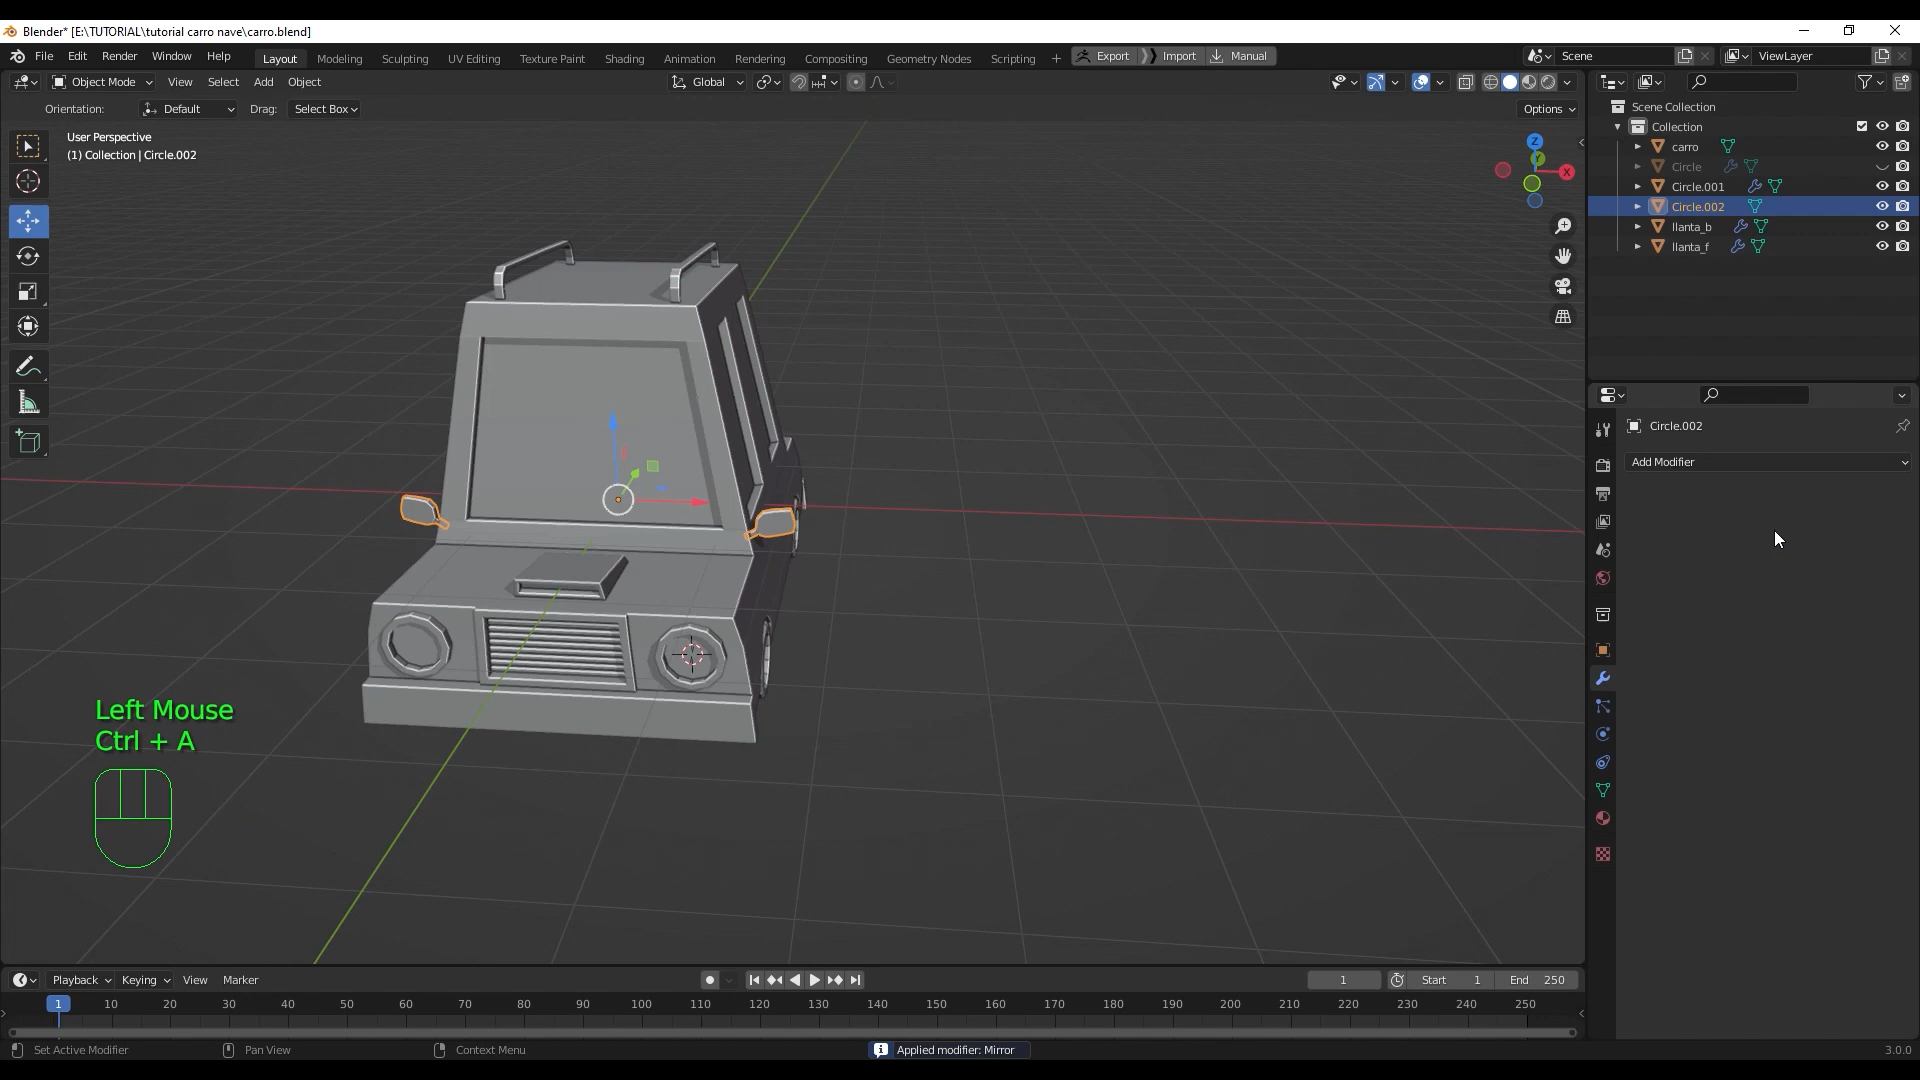 Blender* [E:\TUTORIAL\tutorial carro nave\carro.blend]
File Edit Render Window Help Layout Modeling Sculpting UV Editing Texture Paint Shading Animation Rendering Compositing Geometry Nodes Scripting + Export Import Manual Scene ViewLayer
Object Mode View Select Add Object Global
Orientation: Default Drag: Select Box Options
User Perspective
(1) Collection | Circle.002
Z
Y
X
Scene Collection
Collection
carro
Circle
Circle.001
Circle.002
llanta_b
llanta_f
Circle.002
Add Modifier
Left Mouse
Ctrl + A
Playback Keying View Marker 1 Start 1 End 250
1 10 20 30 40 50 60 70 80 90 100 110 120 130 140 150 160 170 180 190 200 210 220 230 240 250
Set Active Modifier Pan View Context Menu Applied modifier: Mirror 3.0.0